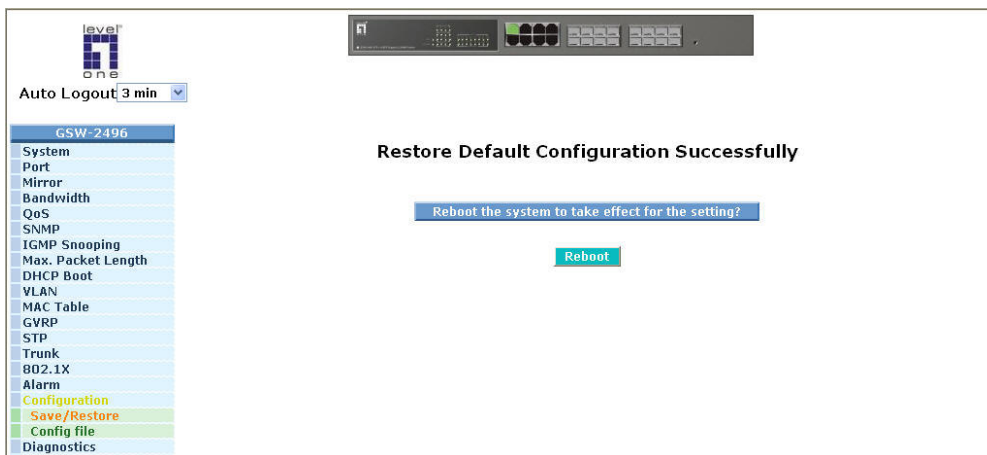 level
one
Auto Logout 3 min
GSW-2496
System
Port
Mirror
Bandwidth
QoS
SNMP
IGMP Snooping
Max. Packet Length
DHCP Boot
VLAN
MAC Table
GVRP
STP
Trunk
802.1X
Alarm
Configuration
Save/Restore
Config file
Diagnostics
Restore Default Configuration Successfully
Reboot the system to take effect for the setting?
Reboot